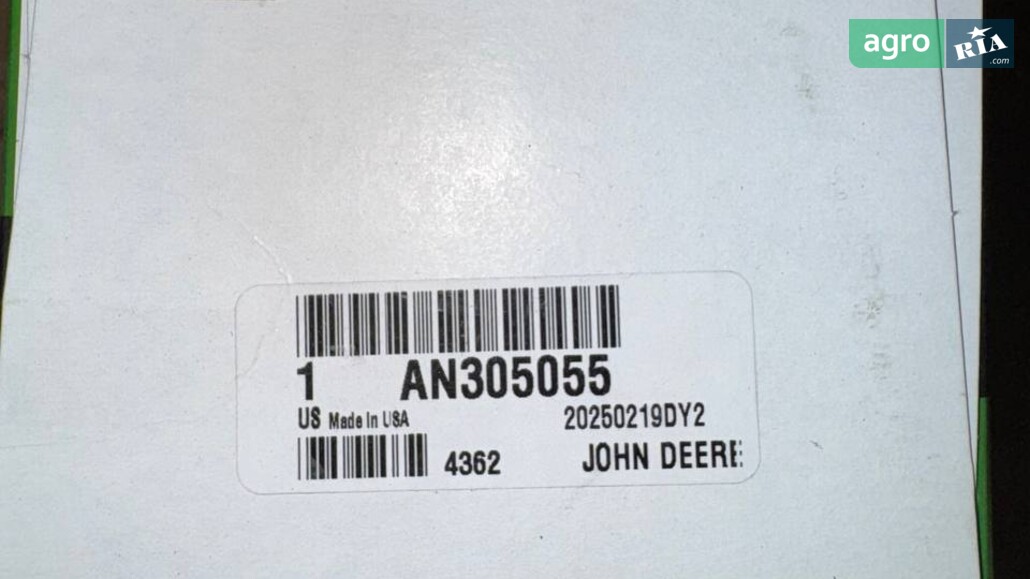 agro RIA .com
1 AN305055
US Made In USA 20250219DY2
4362 JOHN DEERE